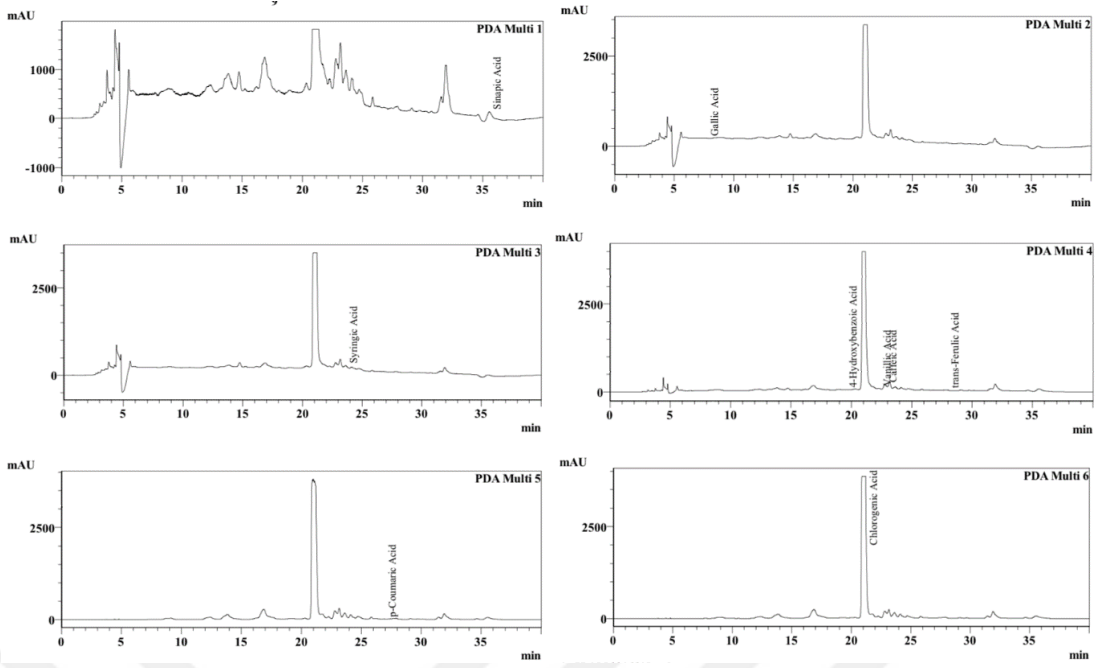 mAU
PDA Multi 1
1000
0
-1000
Sinapic Acid
0 5 10 15 20 25 30 35
min
mAU
PDA Multi 2
2500
0
Gallic Acid
0 5 10 15 20 25 30 35
min
mAU
PDA Multi 3
2500
0
Syringic Acid
0 5 10 15 20 25 30 35
min
mAU
PDA Multi 4
2500
0
4-Hydroxybenzoic Acid
Vanillic Acid
Caffeic Acid
trans-Ferulic Acid
0 5 10 15 20 25 30 35
min
mAU
PDA Multi 5
2500
0
p-Coumaric Acid
0 5 10 15 20 25 30 35
min
mAU
PDA Multi 6
2500
0
Chlorogenic Acid
0 5 10 15 20 25 30 35
min